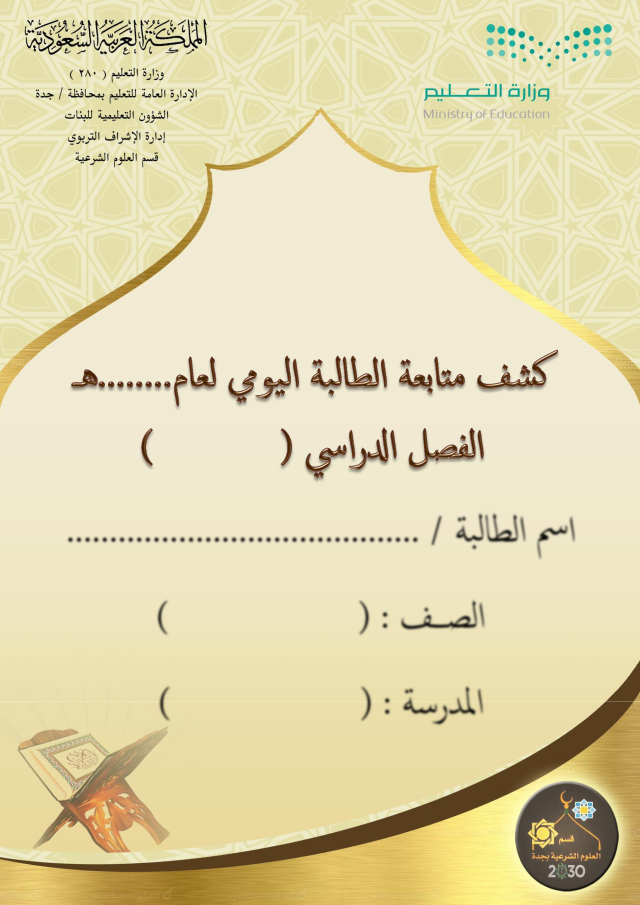 المملكة العربية السعودية
وزارة التعليم ( ٢٨٠ )
الإدارة العامة للتعليم بمحافظة / جدة
الشؤون التعليمية للبنات
إدارة الإشراف التربوي
قسم العلوم الشرعية
وزارة التعـــليم
Ministry of Education
كشف متابعة الطالبة اليومي لعام........هـ
الفصل الدراسي ( )
اسم الطالبة / .........................................
الصــف : ( )
المدرسة : ( )
قسم
العلوم الشرعية بجدة
2030